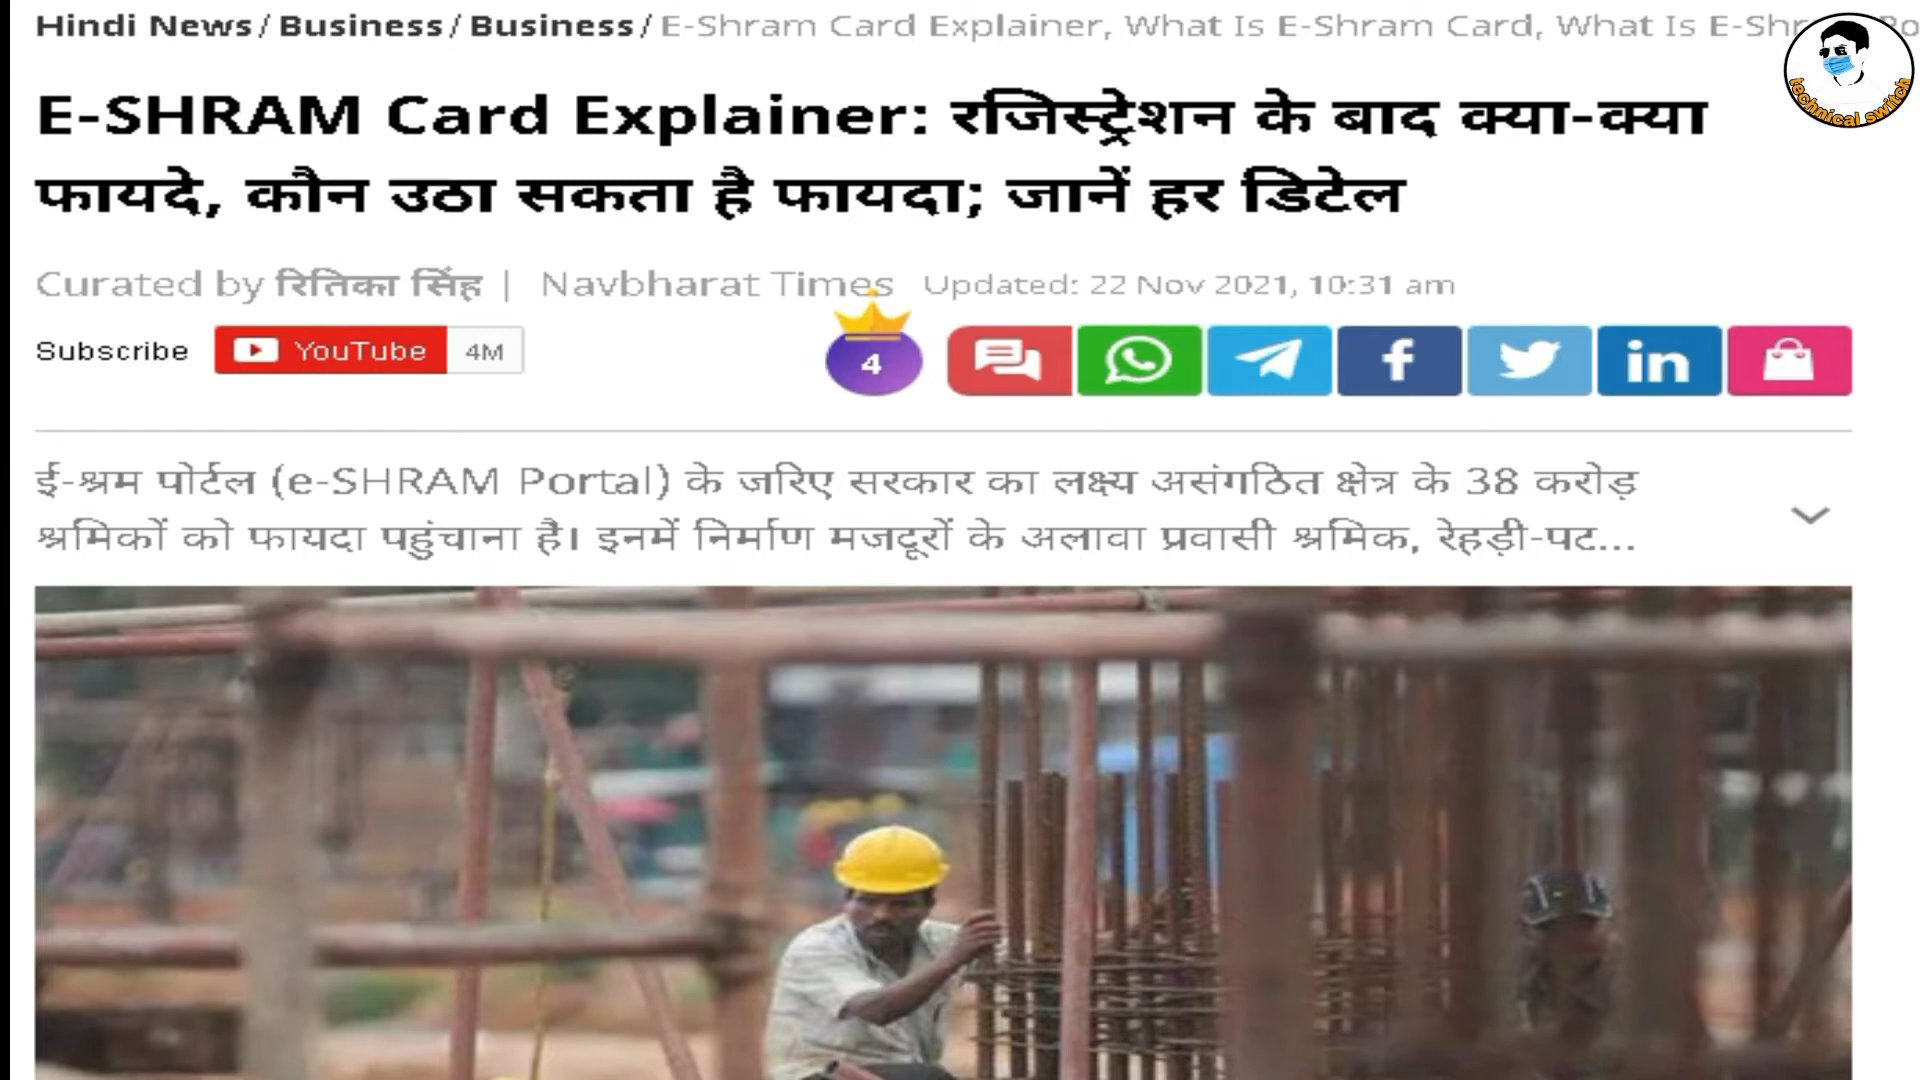 Hindi News / Business / Business / E-Shram Card Explainer, What Is E-Shram Card, What Is E-Shr
E-SHRAM Card Explainer: रजिस्ट्रेशन के बाद क्या-क्या
फायदे, कौन उठा सकता है फायदा; जानें हर डिटेल
Curated by रितिका सिंह | Navbharat Times Updated: 22 Nov 2021, 10:31 am
Subscribe YouTube 4M 4
ई-श्रम पोर्टल (e-SHRAM Portal) के जरिए सरकार का लक्ष्य असंगठित क्षेत्र के 38 करोड़
श्रमिकों को फायदा पहुंचाना है। इनमें निर्माण मजदूरों के अलावा प्रवासी श्रमिक, रेहड़ी-पट...
technical switch